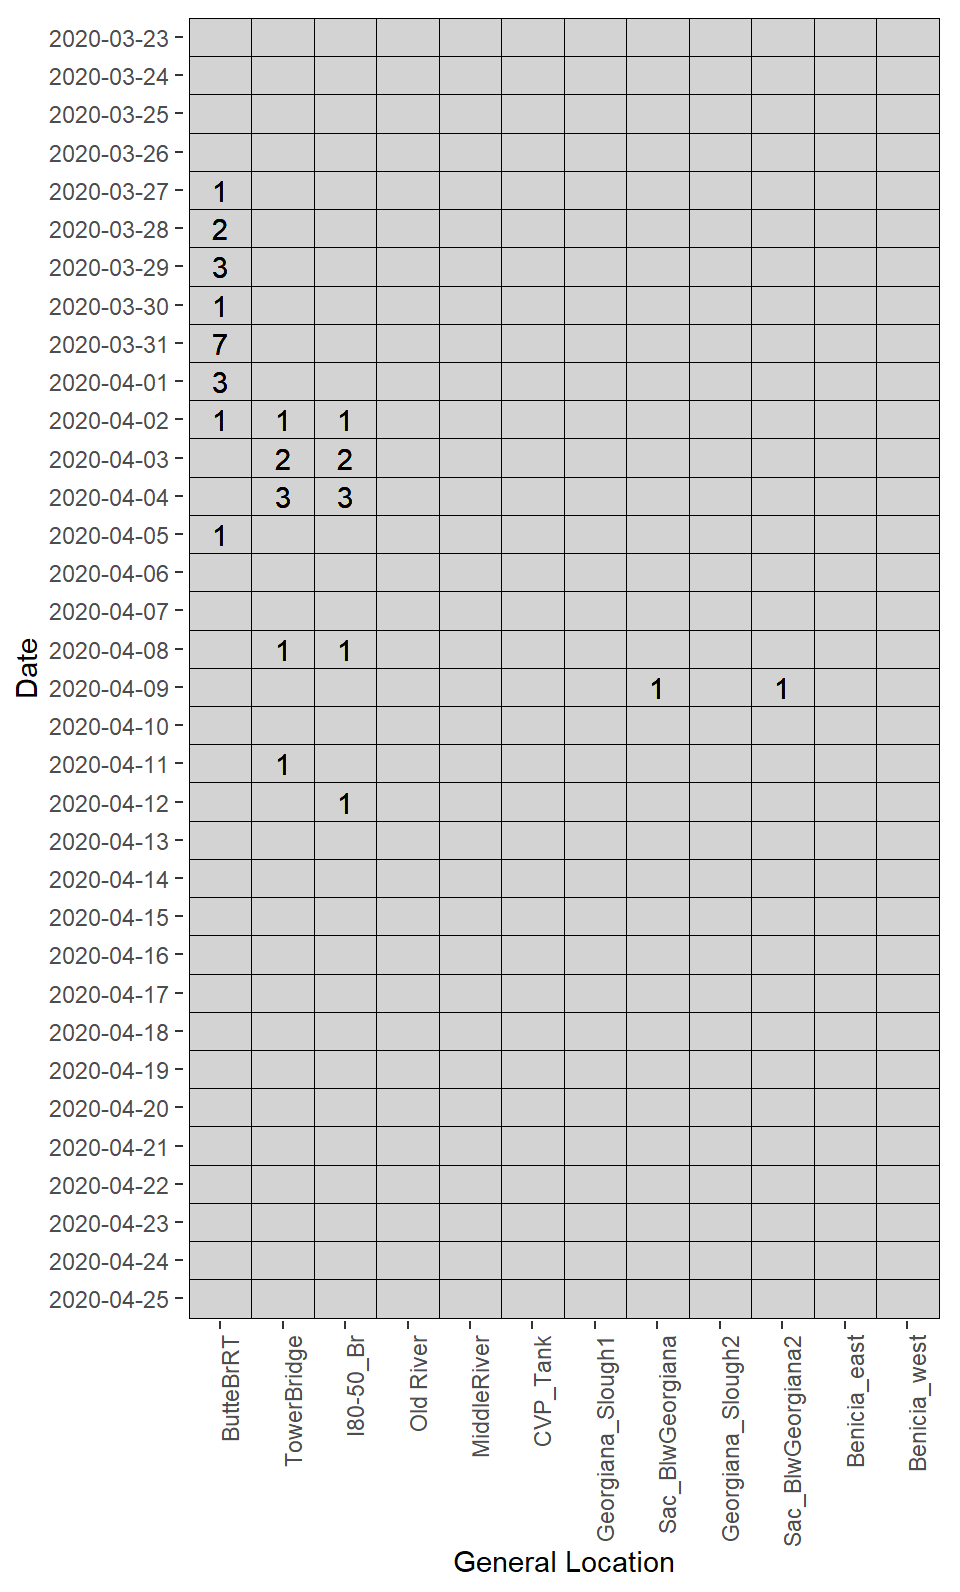 2020-03-23
2020-03-24
2020-03-25
2020-03-26
2020-03-27 1
2020-03-28 2
2020-03-29 3
2020-03-30 1
2020-03-31 7
2020-04-01 3
2020-04-02 1 1 1
2020-04-03 2 2
2020-04-04 3 3
2020-04-05 1
2020-04-06
2020-04-07
2020-04-08 1 1
2020-04-09 1 1
2020-04-10
2020-04-11 1
2020-04-12 1
2020-04-13
2020-04-14
2020-04-15
2020-04-16
2020-04-17
2020-04-18
2020-04-19
2020-04-20
2020-04-21
2020-04-22
2020-04-23
2020-04-24
2020-04-25
Date
ButteBrRT
TowerBridge
I80-50_Br
Old River
MiddleRiver
CVP_Tank
Georgiana_Slough1
Sac_BlwGeorgiana
Georgiana_Slough2
Sac_BlwGeorgiana2
Benicia_east
Benicia_west
General Location